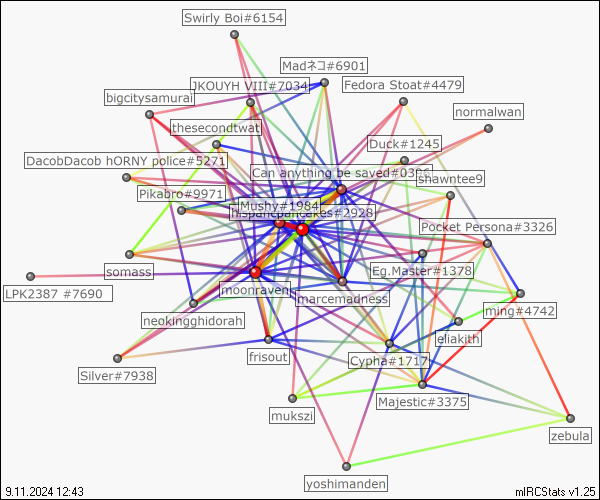 Swirly Boi#6154
Madネコ#6901
JKOUYH VIII#7034
Fedora Stoat#4479
bigcitysamurai
normalwan
thesecondtwat
Duck#1245
DacobDacob hORNY police#5271
Can anything be saved#0
shawntee9
Pikabro#9971
Mushy#1984
hispanicpancakes#2928
Pocket Persona#3326
somass
Eg.Master#1378
LPK2387 #7690
moonraven
marcemadness
ming#4742
neokingghidorah
eliakith
frisout
Cypha#1717
Silver#7938
Majestic#3375
mukszi
zebula
yoshimanden
9.11.2024 12:43
mIRCStats v1.25